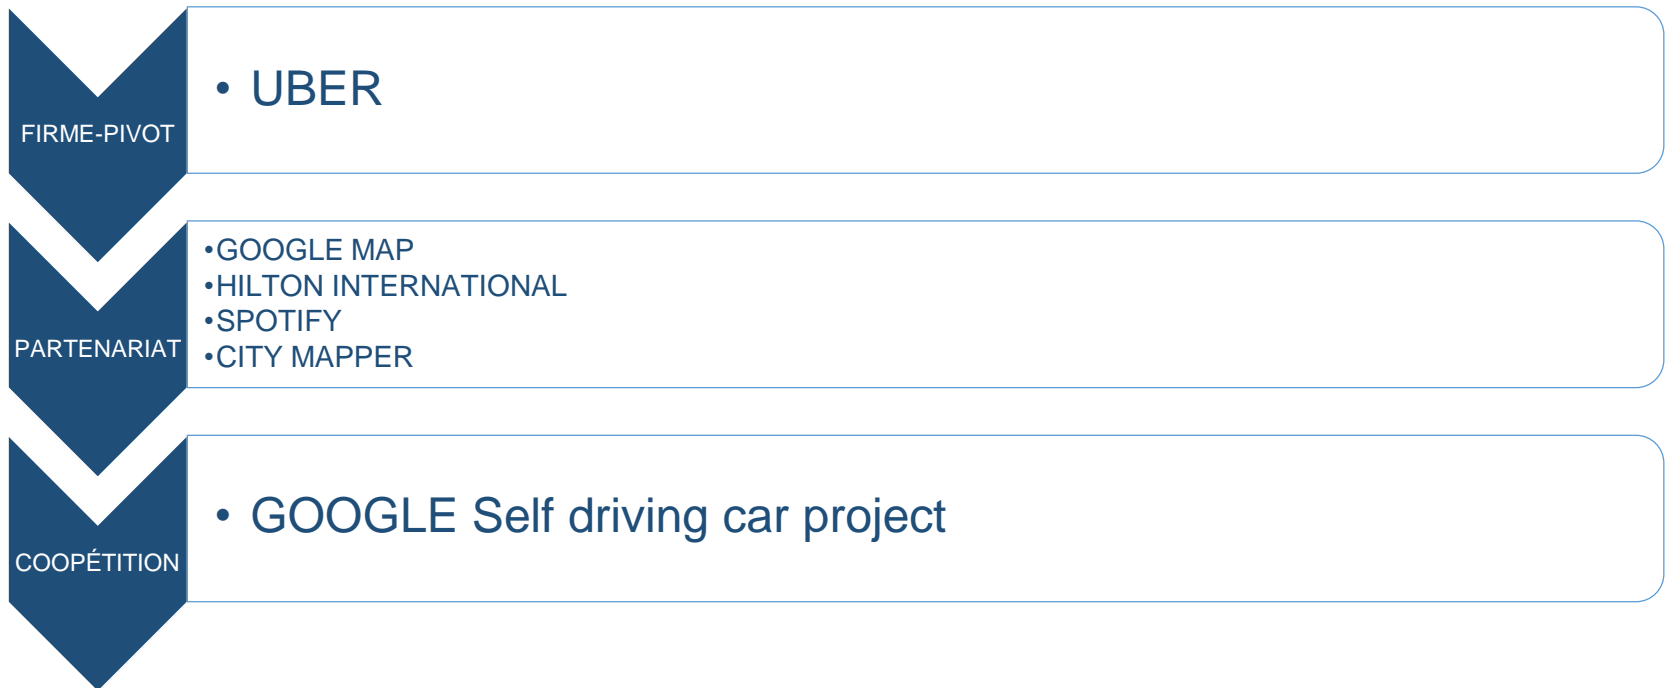 FIRME-PIVOT
• UBER
PARTENARIAT
•GOOGLE MAP
•HILTON INTERNATIONAL
•SPOTIFY
•CITY MAPPER
COOPÉTITION
• GOOGLE Self driving car project